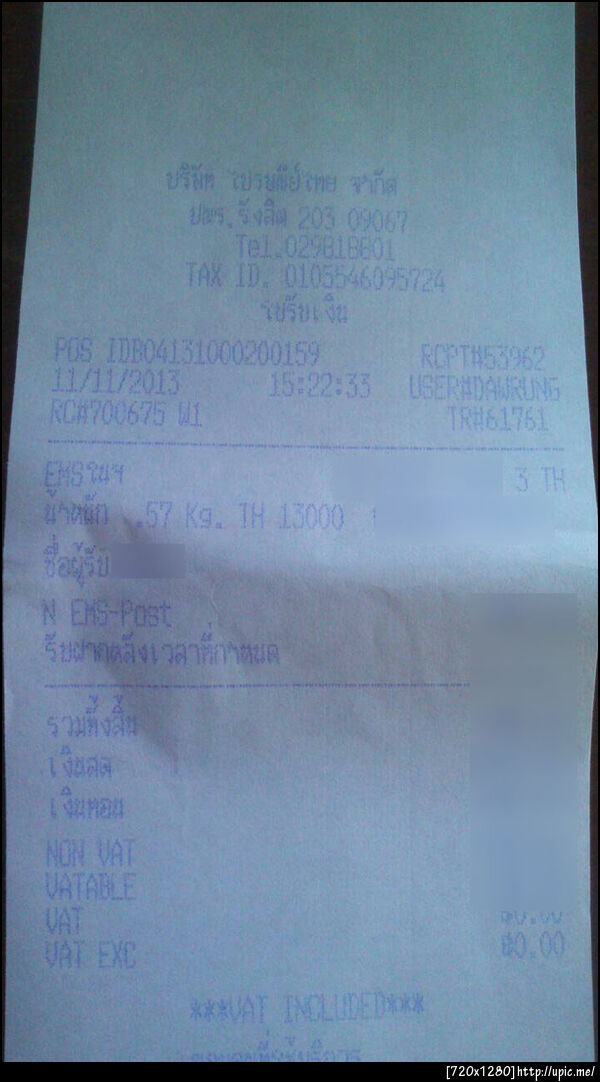 บริษัท ไปรษณีย์ไทย จำกัด
ปพร.รังสิต 203 09067
Tel.029818801
TAX ID. 0105546095724
ใบรับเงิน
POS IDB04131000200159 RCPT#53962
11/11/2013 15:22:33 USER#DAWRUNG
RC#700675 W1 TR#61761
EMSในฯ 3 TH
น้ำหนัก .57 Kg. TH 13000
ชื่อผู้รับ
N EMS-Post
รับฝากหลังเวลาที่กำหนด
รวมทั้งสิ้น
เงินสด
เงินทอน
NON VAT
VATABLE
VAT ฿0.00
VAT EXC ฿0.00
***VAT INCLUDED***
[720x1280]http://upic.me/